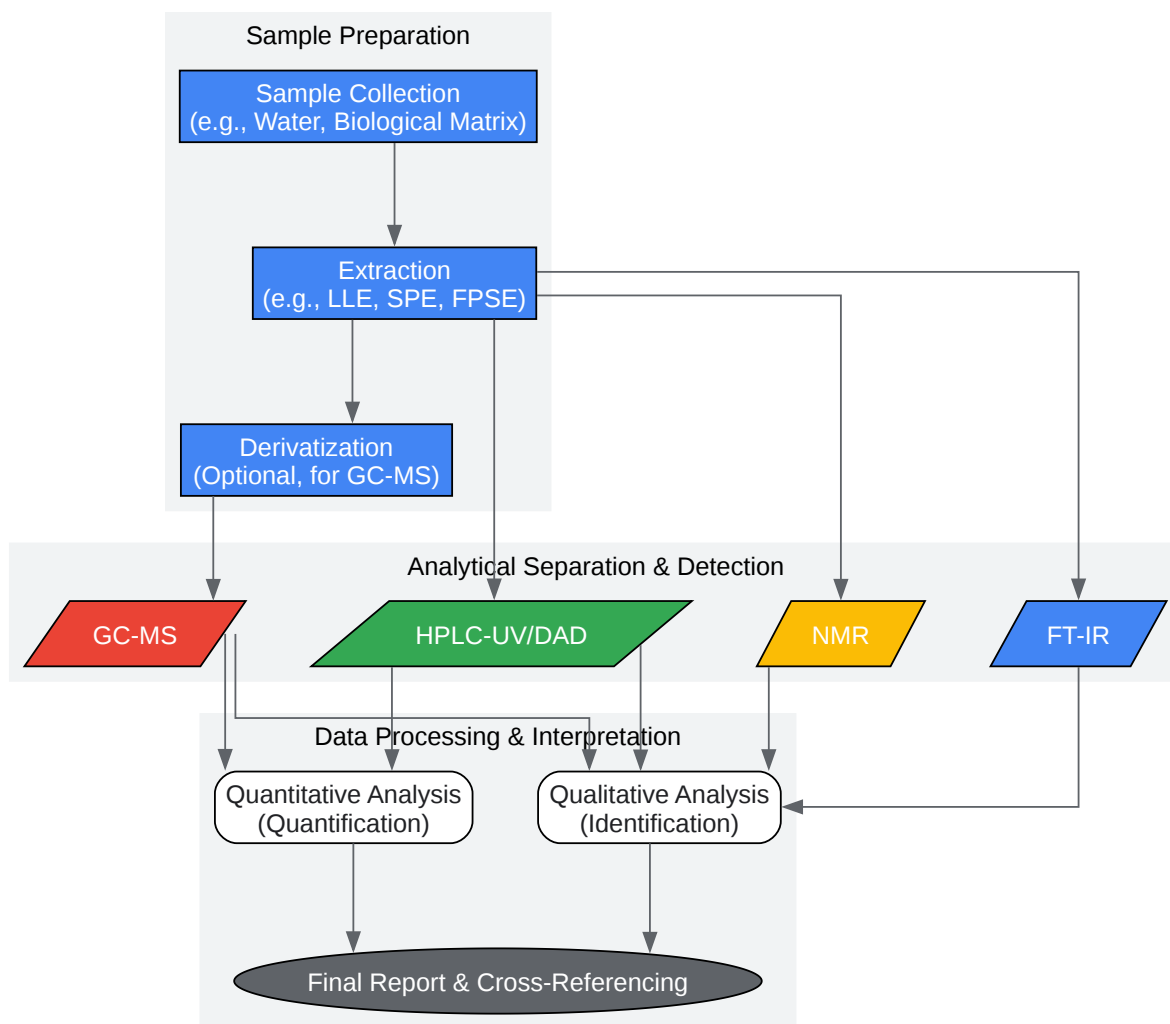 Sample Preparation
Sample Collection
(e.g., Water, Biological Matrix)
Extraction
(e.g., LLE, SPE, FPSE)
Derivatization
(Optional, for GC-MS)
Analytical Separation & Detection
GC-MS
HPLC-UV/DAD
NMR
FT-IR
Data Processing & Interpretation
Quantitative Analysis
(Quantification)
Qualitative Analysis
(Identification)
Final Report & Cross-Referencing